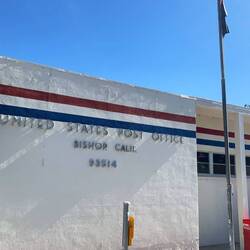 UNITED STATES POST OFFICE
BISHOP CALIF.
93514